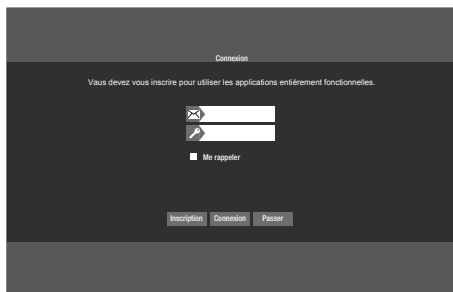 Connexion
Vaus devez vous inscrire pour utiliser les applications entiérement fonctionnelles.
Me rappeler
Inscription Connexion Passer